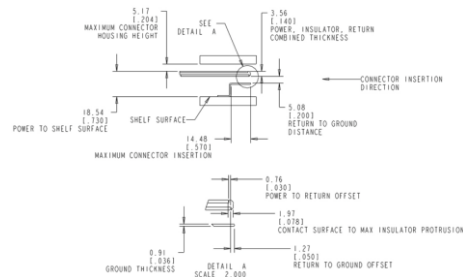 5.17
[.204]
MAXIMUM CONNECTOR
HOUSING HEIGHT
SEE
DETAIL A
3.56
[.140]
POWER, INSULATOR, RETURN
COMBINED THICKNESS
CONNECTOR INSERTION
DIRECTION
18.54
[.730]
POWER TO SHELF SURFACE
SHELF SURFACE
14.48
[.570]
MAXIMUM CONNECTOR INSERTION
5.08
[.200]
RETURN TO GROUND
DISTANCE
0.76
[.030]
POWER TO RETURN OFFSET
1.97
[.078]
CONTACT SURFACE TO MAX INSULATOR PROTRUSION
0.91
[.036]
GROUND THICKNESS
DETAIL A
SCALE 2.000
1.27
[.050]
RETURN TO GROUND OFFSET